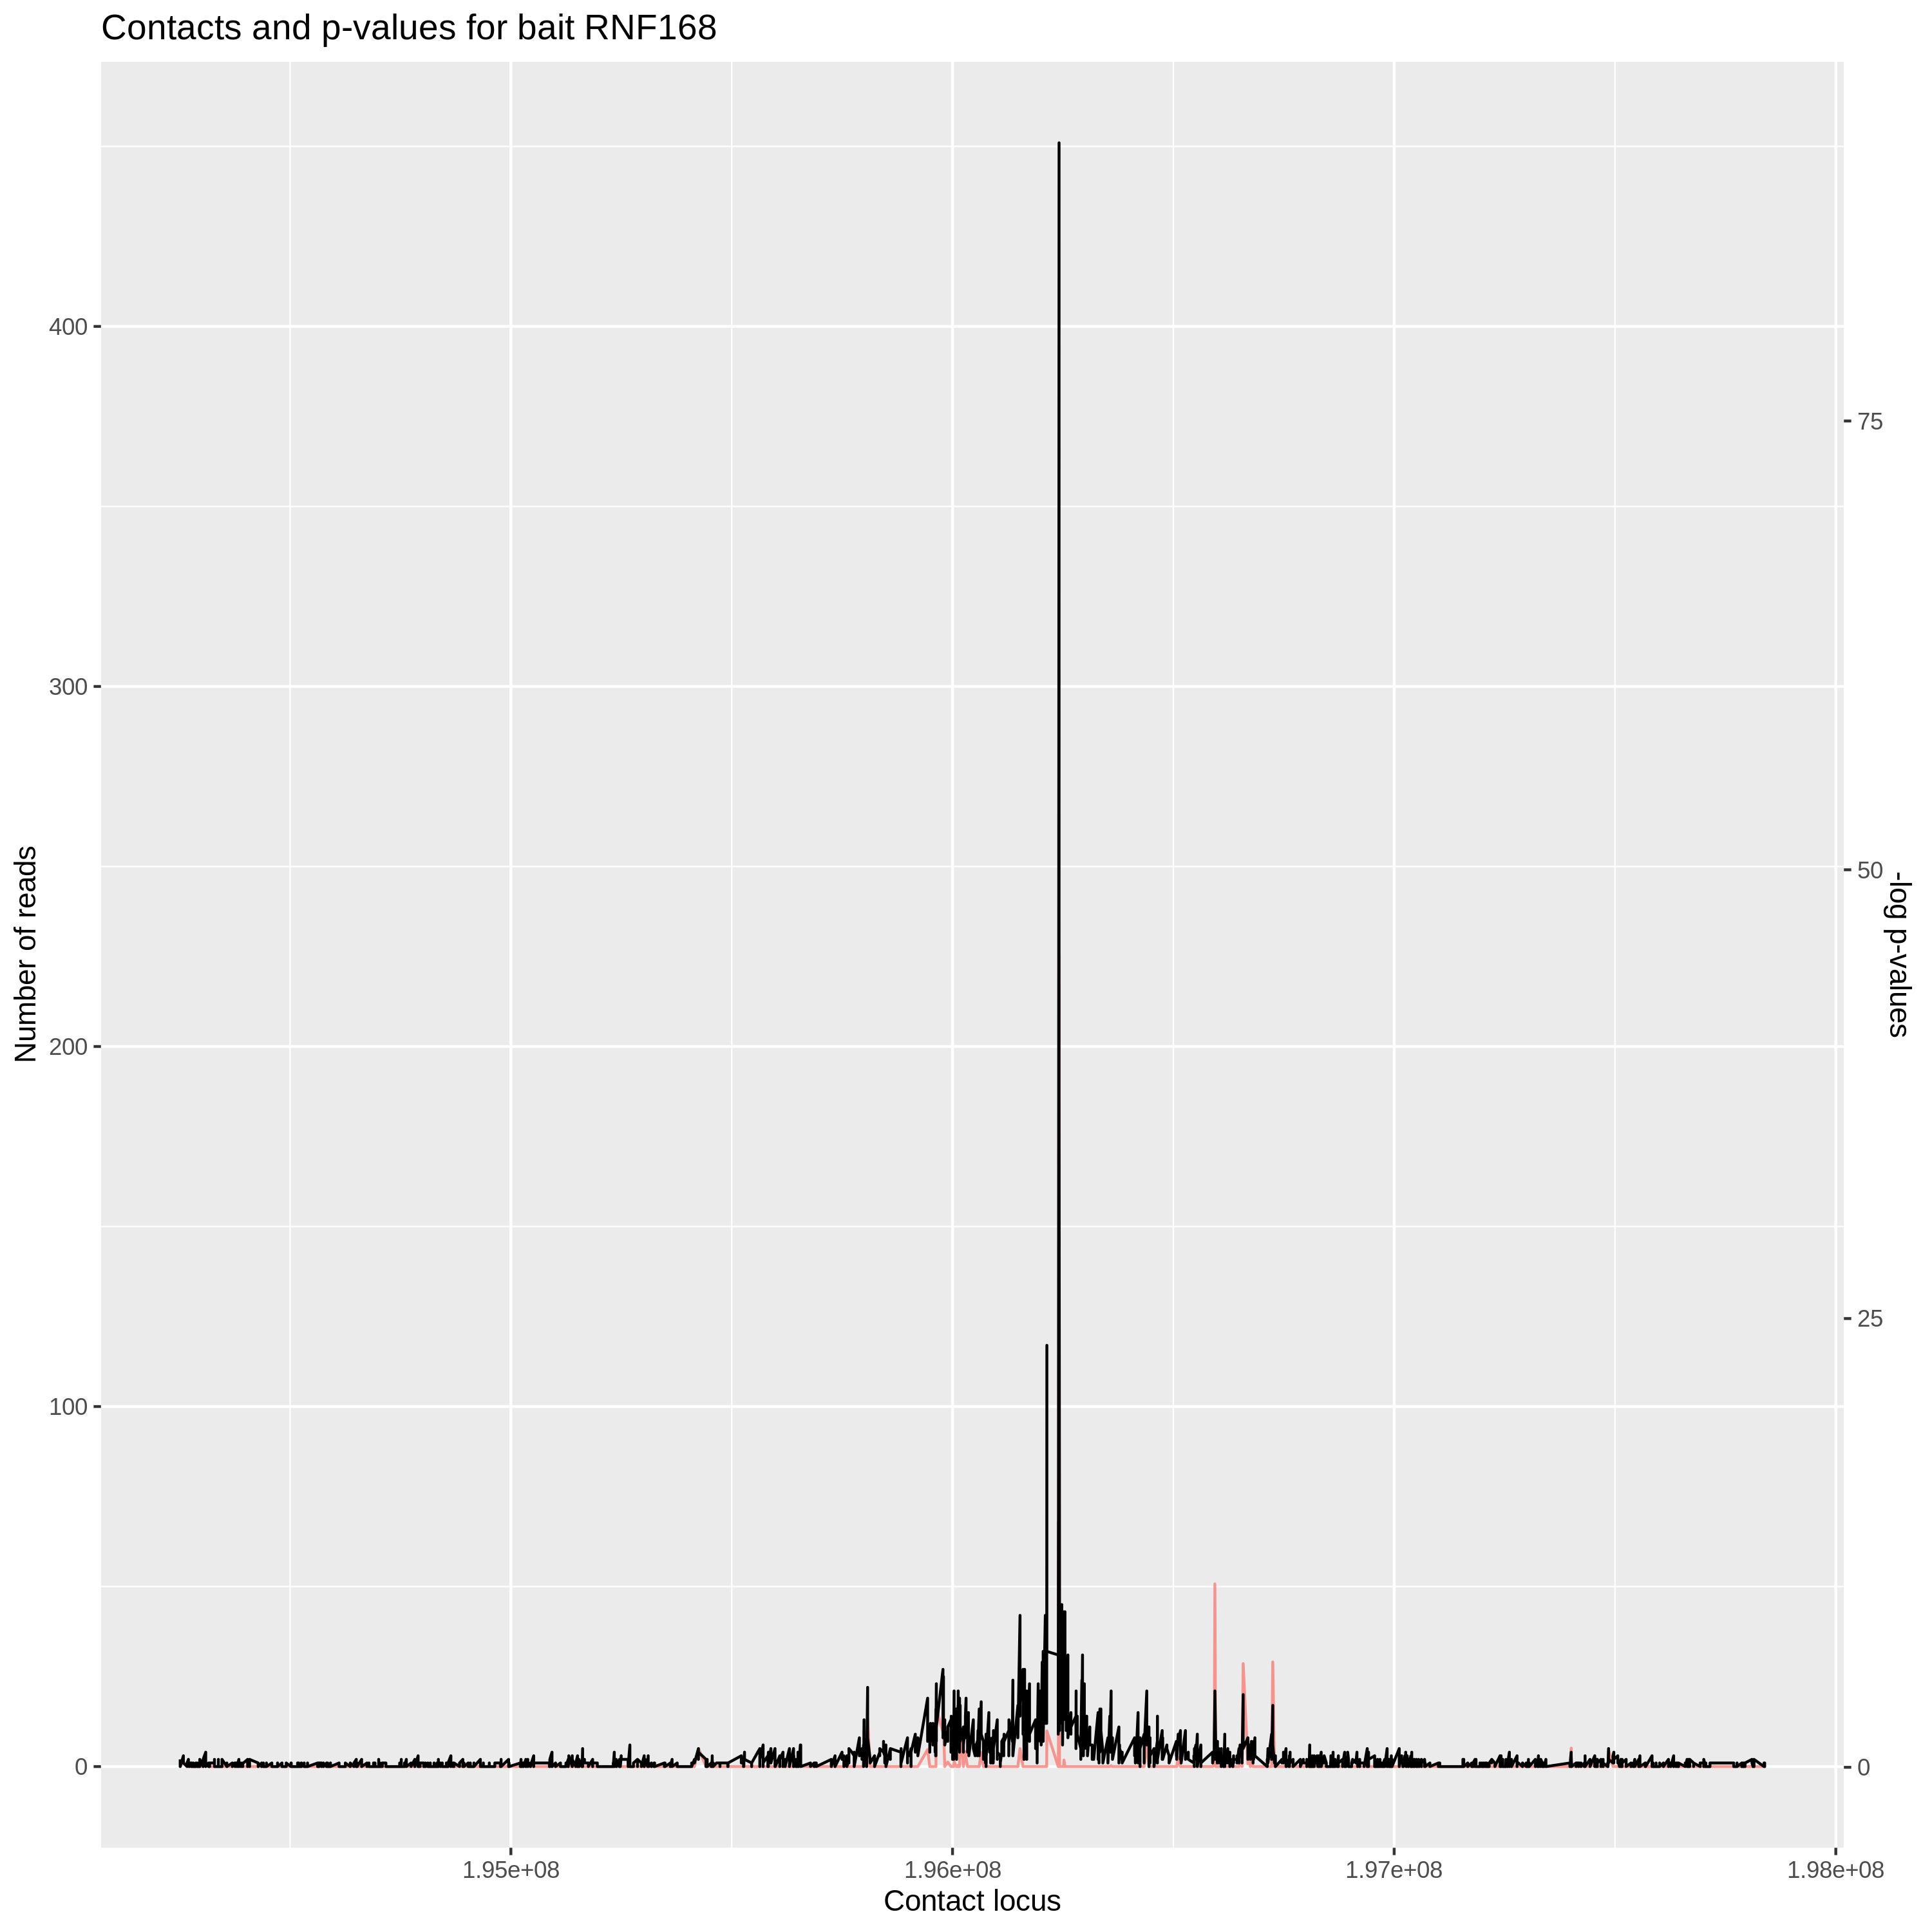 Contacts and p-values for bait RNF168
400
300
200
100
0
Number of reads
75
50
25
0
-log p-values
1.95e+08
1.96e+08
1.97e+08
1.98e+08
Contact locus